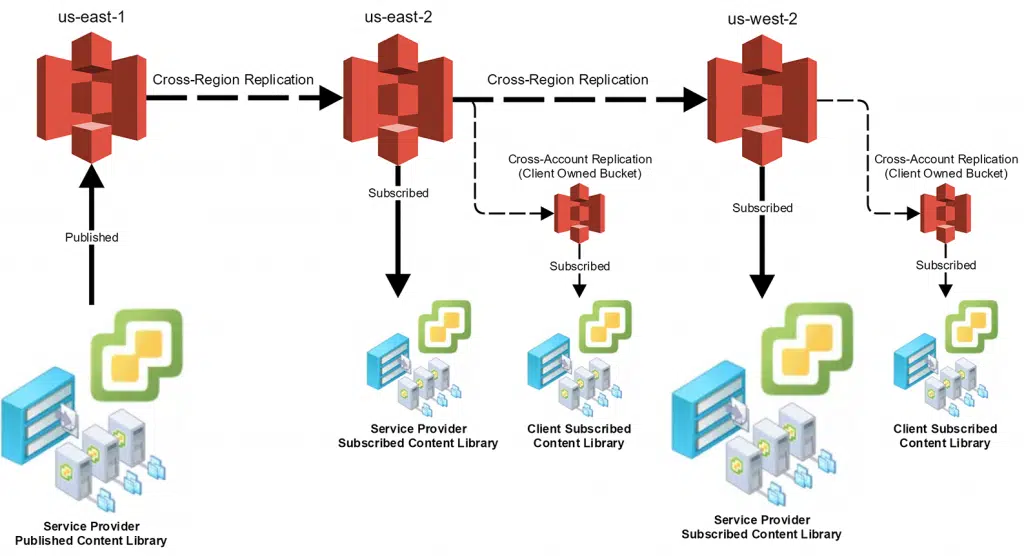 us-east-1
us-east-2
us-west-2
Cross-Region Replication
Cross-Region Replication
Cross-Account Replication
(Client Owned Bucket)
Cross-Account Replication
(Client Owned Bucket)
Subscribed
Subscribed
Published
Subscribed
Subscribed
Service Provider
Subscribed Content Library
Client Subscribed
Content Library
Client Subscribed
Content Library
Service Provider
Published Content Library
Service Provider
Subscribed Content Library